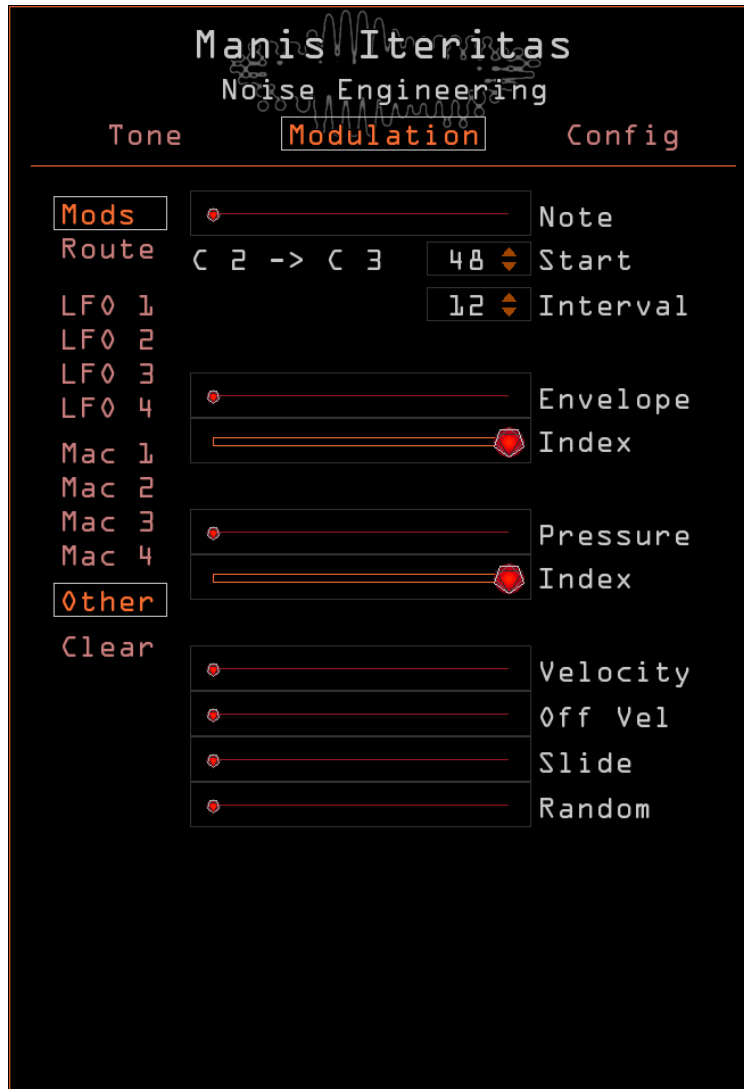 Manis Iteritas
Noise Engineering
Tone Modulation Config
Mods
Route
LFO 1
LFO 2
LFO 3
LFO 4
Mac 1
Mac 2
Mac 3
Mac 4
Other
Clear
Note
C 2 -> C 3 48 Start
12 Interval
Envelope
Index
Pressure
Index
Velocity
Off Vel
Slide
Random